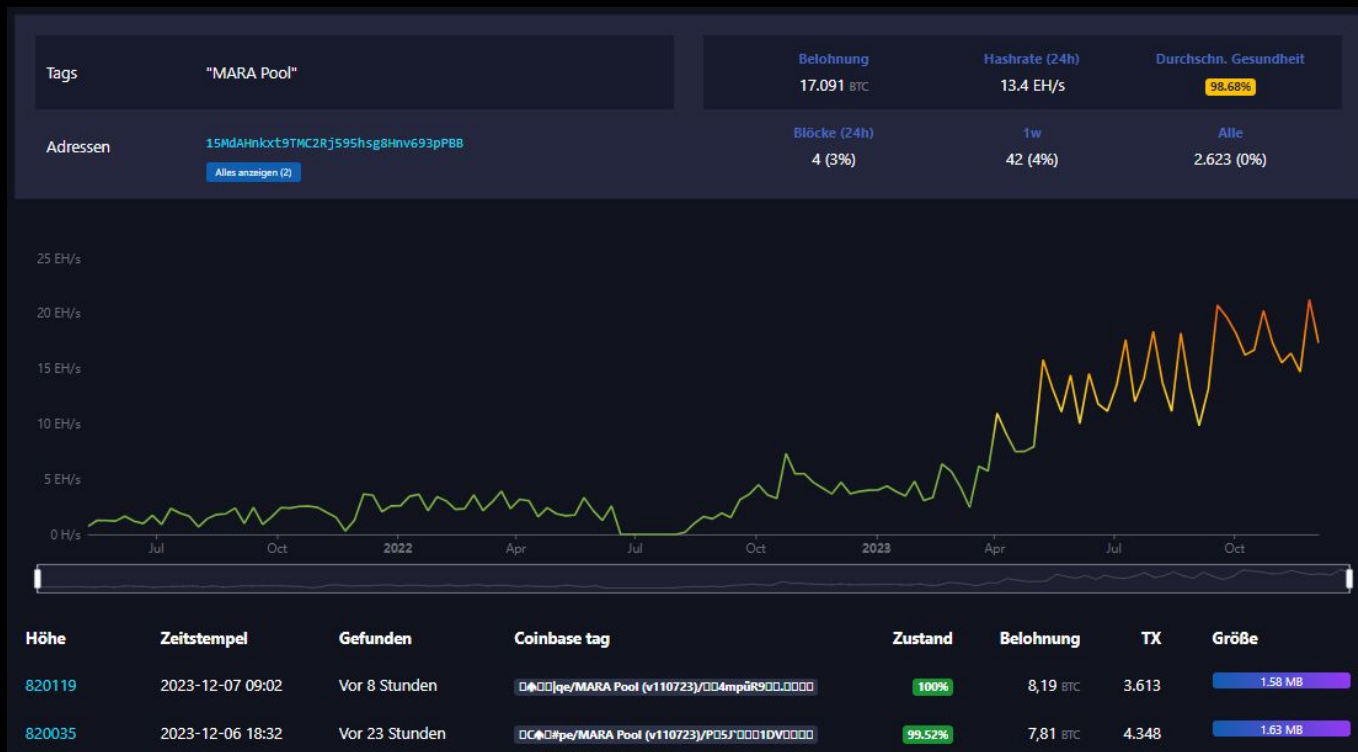 Tags "MARA Pool"
Adressen 15MdAHnkxt9TMC2Rj595hsg8Hnv693pPBB
Alles anzeigen (2)
Belohnung Hashrate (24h) Durchschn. Gesundheit
17.091 BTC 13.4 EH/s 98.68%
Blöcke (24h) 1w Alle
4 (3%) 42 (4%) 2.623 (0%)
25 EH/s
20 EH/s
15 EH/s
10 EH/s
5 EH/s
0 H/s
Jul Oct 2022 Apr Jul Oct 2023 Apr Jul Oct
Höhe Zeitstempel Gefunden Coinbase tag Zustand Belohnung TX Größe
820119 2023-12-07 09:02 Vor 8 Stunden □♠□□|qe/MARA Pool (v110723)/□□4mpűR9□□.□□□□ 100% 8,19 BTC 3.613 1.58 MB
820035 2023-12-06 18:32 Vor 23 Stunden □C♠□#pe/MARA Pool (v110723)/P□5J`□□□1DV□□□□ 99.52% 7,81 BTC 4.348 1.63 MB